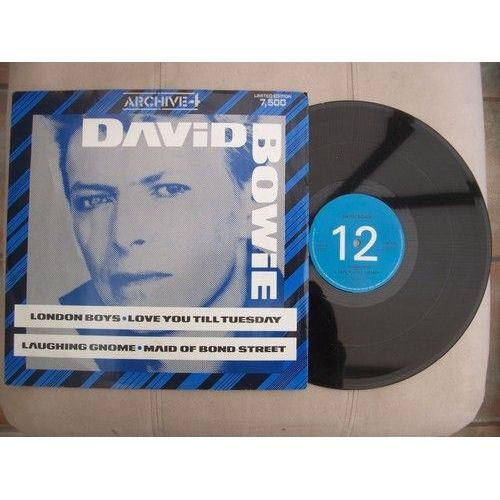 ARCHIVE 4
LIMITED EDITION
7,500
DAViD
BOWiE
LONDON BOYS • LOVE YOU TILL TUESDAY
LAUGHING GNOME • MAID OF BOND STREET
12